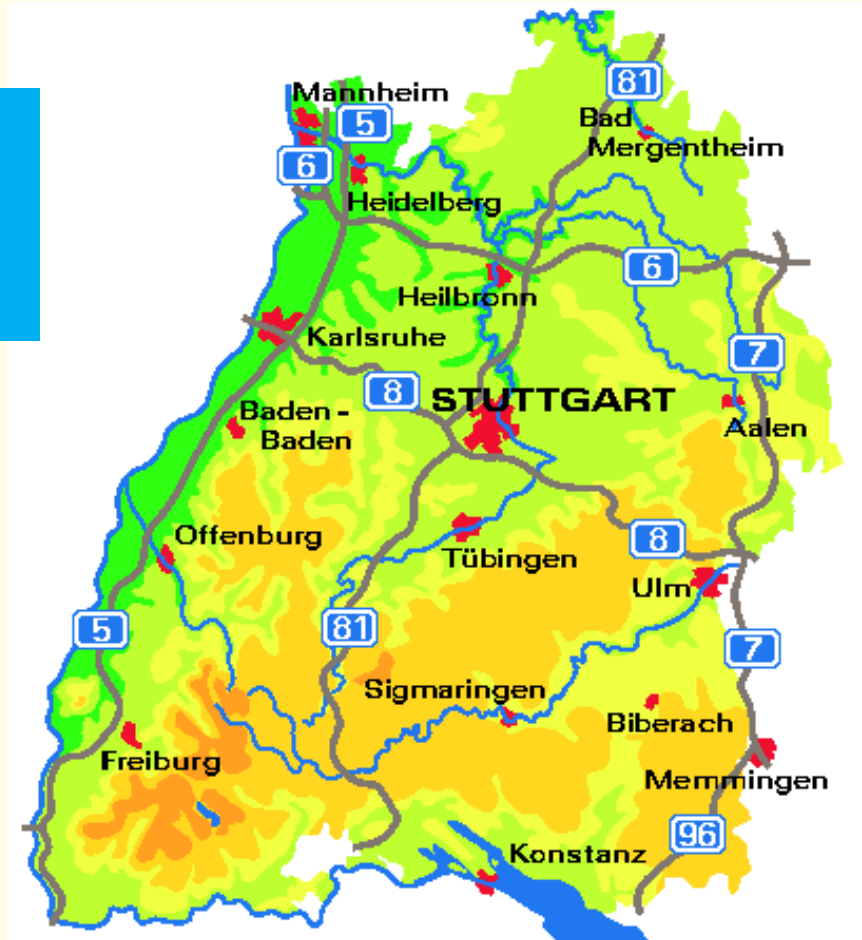 81
Mannheim
5
Bad
Mergentheim
6
Heidelberg
6
Heilbronn
Karlsruhe
7
8
STUTTGART
Baden-
Baden
Aalen
Offenburg
Tübingen
8
Ulm
5
81
7
Sigmaringen
Biberach
Freiburg
Memmingen
96
Konstanz